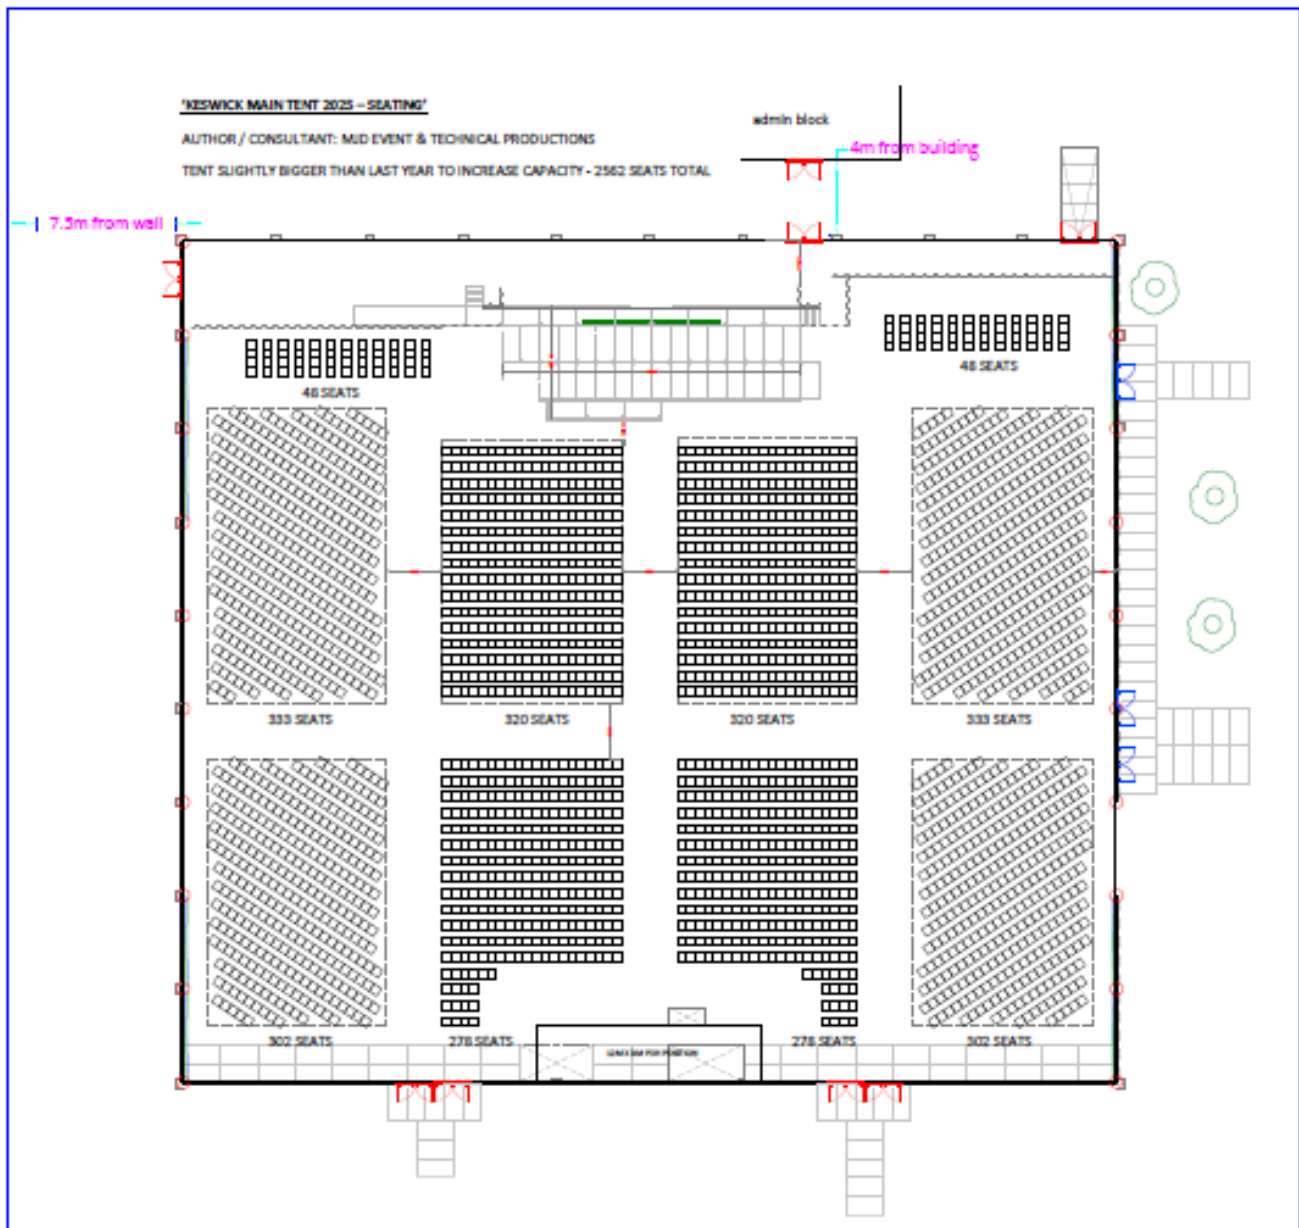 'KESWICK MAIN TENT 2025 – SEATING'
AUTHOR / CONSULTANT: MJD EVENT & TECHNICAL PRODUCTIONS
TENT SLIGHTLY BIGGER THAN LAST YEAR TO INCREASE CAPACITY - 2562 SEATS TOTAL
admin block
4m from building
7.5m from wall
48 SEATS
48 SEATS
333 SEATS
320 SEATS
320 SEATS
333 SEATS
302 SEATS
278 SEATS
278 SEATS
302 SEATS